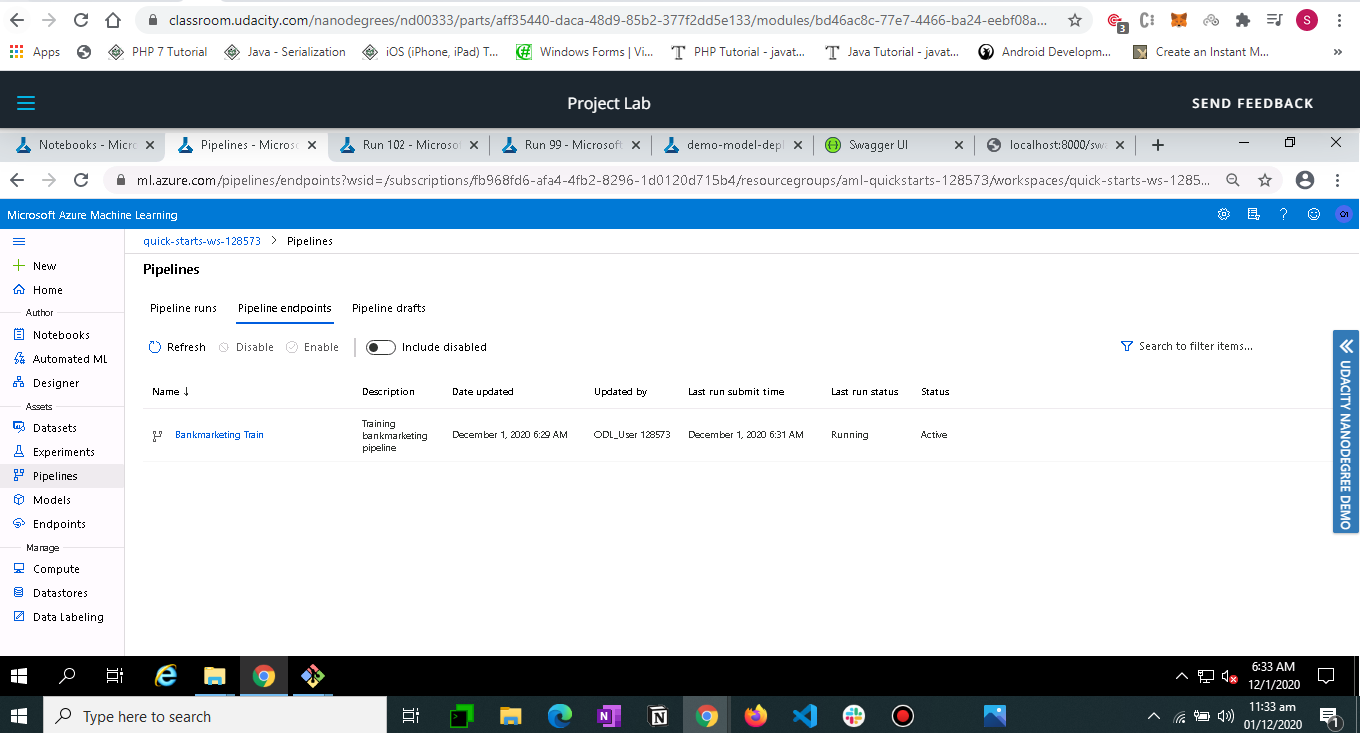 classroom.udacity.com/nanodegrees/nd00333/parts/aff35440-daca-48d9-85b2-377f2dd5e133/modules/bd46ac8c-77e7-4466-ba24-eebf08a...
3
S
Apps
PHP 7 Tutorial
Java - Serialization
iOS (iPhone, iPad) T...
Windows Forms | Vi...
PHP Tutorial - javat...
Java Tutorial - javat...
Android Developm...
Create an Instant M...
»
Project Lab
SEND FEEDBACK
Notebooks - Micro
Pipelines - Microso
Run 102 - Microsof
Run 99 - Microsoft
demo-model-depl
Swagger UI
localhost:8000/swa
ml.azure.com/pipelines/endpoints?wsid=/subscriptions/fb968fd6-afa4-4fb2-8296-1d0120d715b4/resourcegroups/aml-quickstarts-128573/workspaces/quick-starts-ws-1285...
Microsoft Azure Machine Learning
quick-starts-ws-128573 > Pipelines
New
Home
Author
Notebooks
Automated ML
Designer
Assets
Datasets
Experiments
Pipelines
Models
Endpoints
Manage
Compute
Datastores
Data Labeling
Pipelines
Pipeline runs
Pipeline endpoints
Pipeline drafts
Refresh
Disable
Enable
Include disabled
Search to filter items...
Name ↓
Description
Date updated
Updated by
Last run submit time
Last run status
Status
Bankmarketing Train
Training
bankmarketing
pipeline
December 1, 2020 6:29 AM
ODL_User 128573
December 1, 2020 6:31 AM
Running
Active
UDACITY NANODEGREE DEMO
6:33 AM
12/1/2020
Type here to search
11:33 am
01/12/2020
1